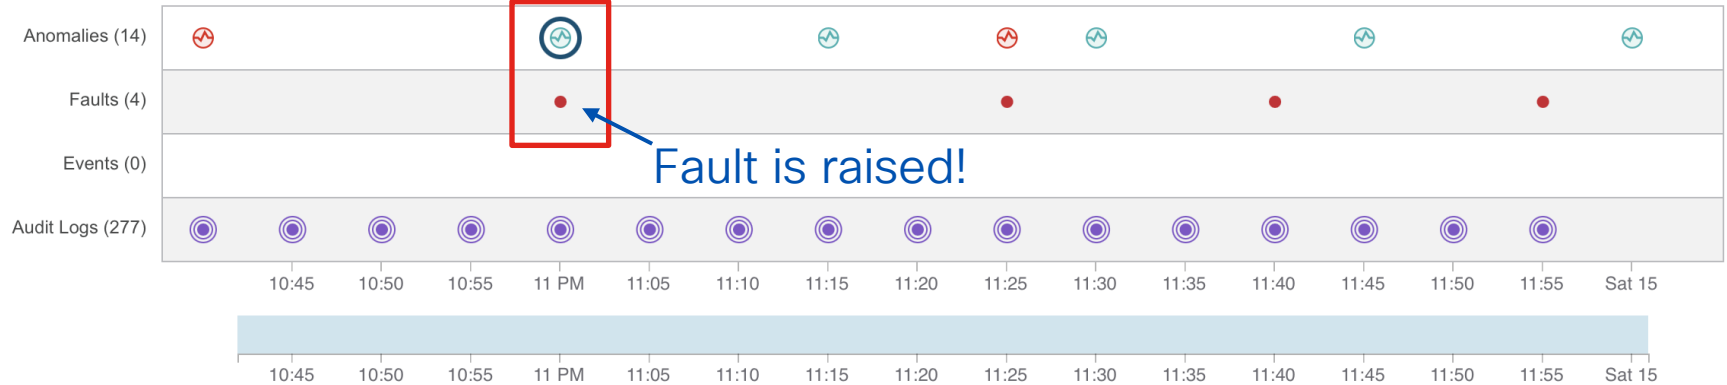 Anomalies (14)
Faults (4)
Fault is raised!
Events (0)
Audit Logs (277)
10:45 10:50 10:55 11 PM 11:05 11:10 11:15 11:20 11:25 11:30 11:35 11:40 11:45 11:50 11:55 Sat 15
10:45 10:50 10:55 11 PM 11:05 11:10 11:15 11:20 11:25 11:30 11:35 11:40 11:45 11:50 11:55 Sat 15